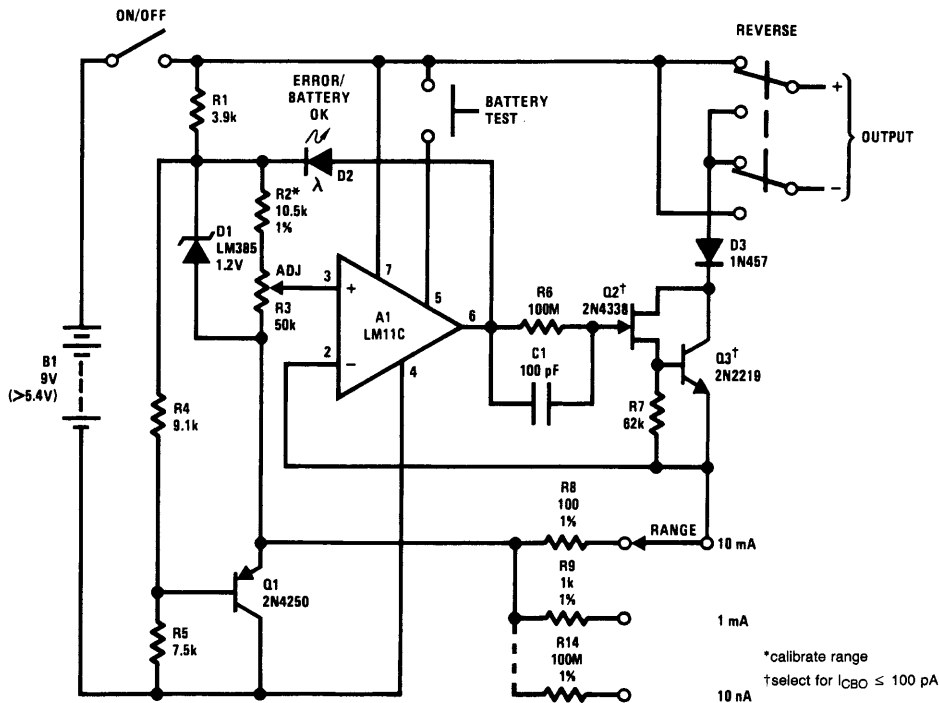 ON/OFF
REVERSE
R1
3.9k
ERROR/
BATTERY
OK
BATTERY
TEST
+
OUTPUT
−
D2
λ
R2*
10.5k
1%
D1
LM385
1.2V
ADJ
R3
50k
3
+
7
5
A1
LM11C
6
2
−
4
R6
100M
C1
100 pF
Q2†
2N4338
D3
1N457
Q3†
2N2219
R7
62k
B1
9V
(>5.4V)
R4
9.1k
R8
100
1%
RANGE
10 mA
R9
1k
1%
1 mA
Q1
2N4250
R5
7.5k
R14
100M
1%
10 nA
*calibrate range
†select for ICBO ≤ 100 pA